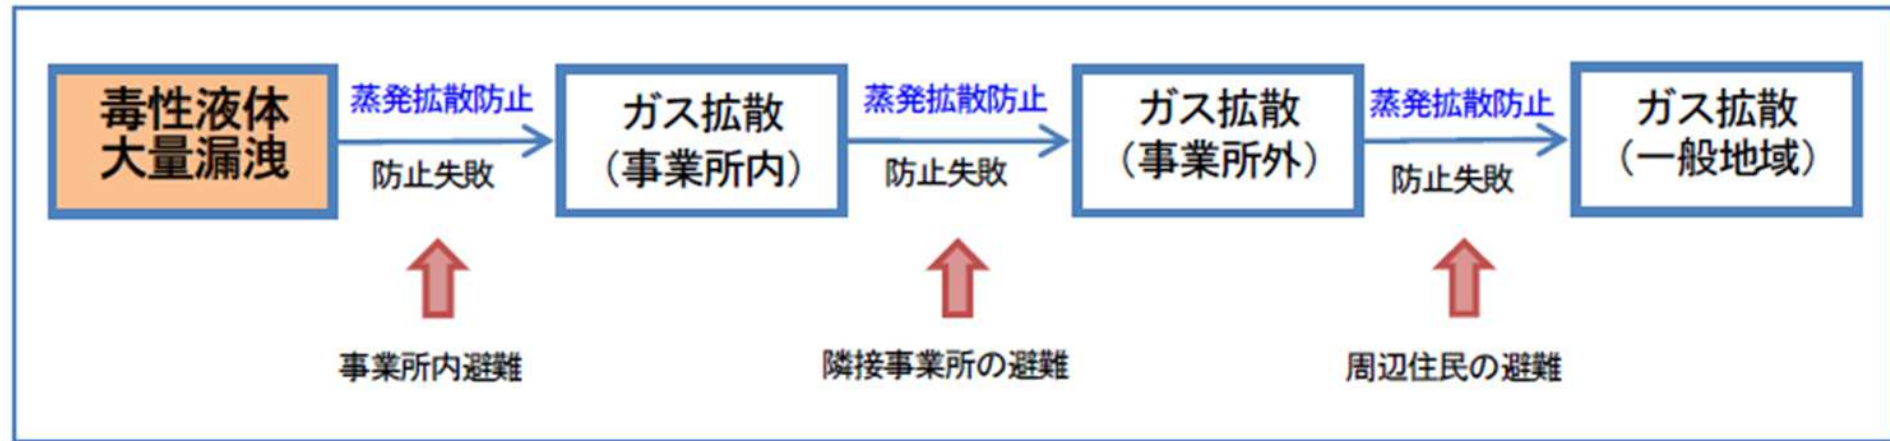 毒性液体
大量漏洩
蒸発拡散防止
防止失敗
ガス拡散
（事業所内）
蒸発拡散防止
防止失敗
ガス拡散
（事業所外）
蒸発拡散防止
防止失敗
ガス拡散
（一般地域）
事業所内避難
隣接事業所の避難
周辺住民の避難